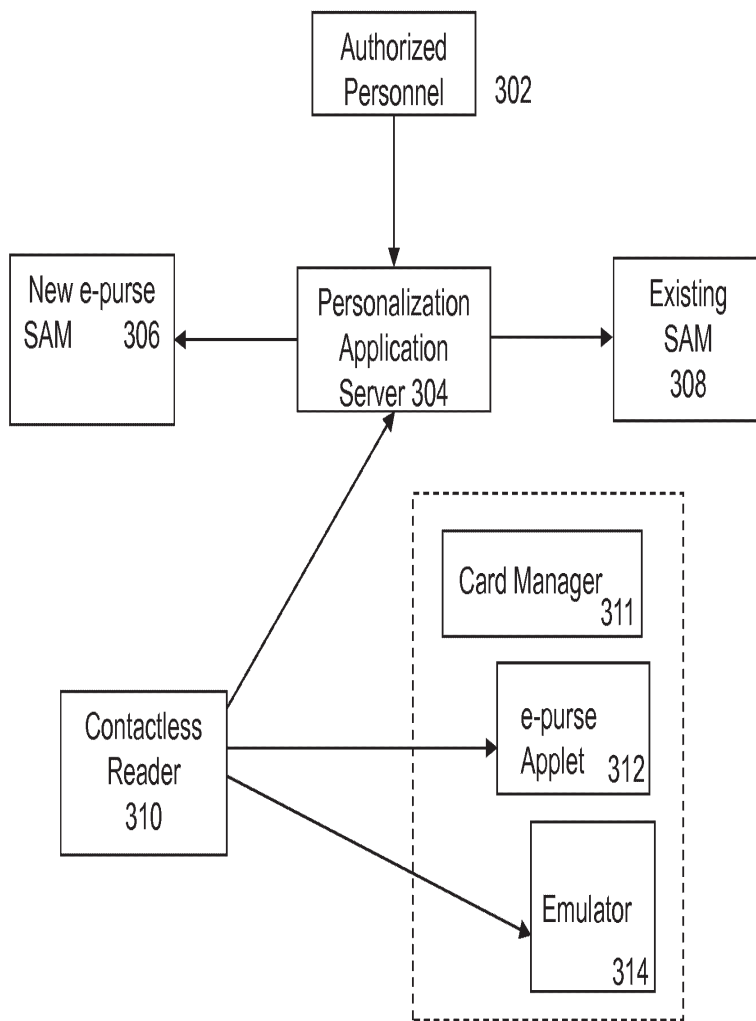 Authorized
Personnel
302
New e-purse
SAM 306
Personalization
Application
Server 304
Existing
SAM
308
Card Manager
311
e-purse
Applet 312
Contactless
Reader
310
Emulator
314